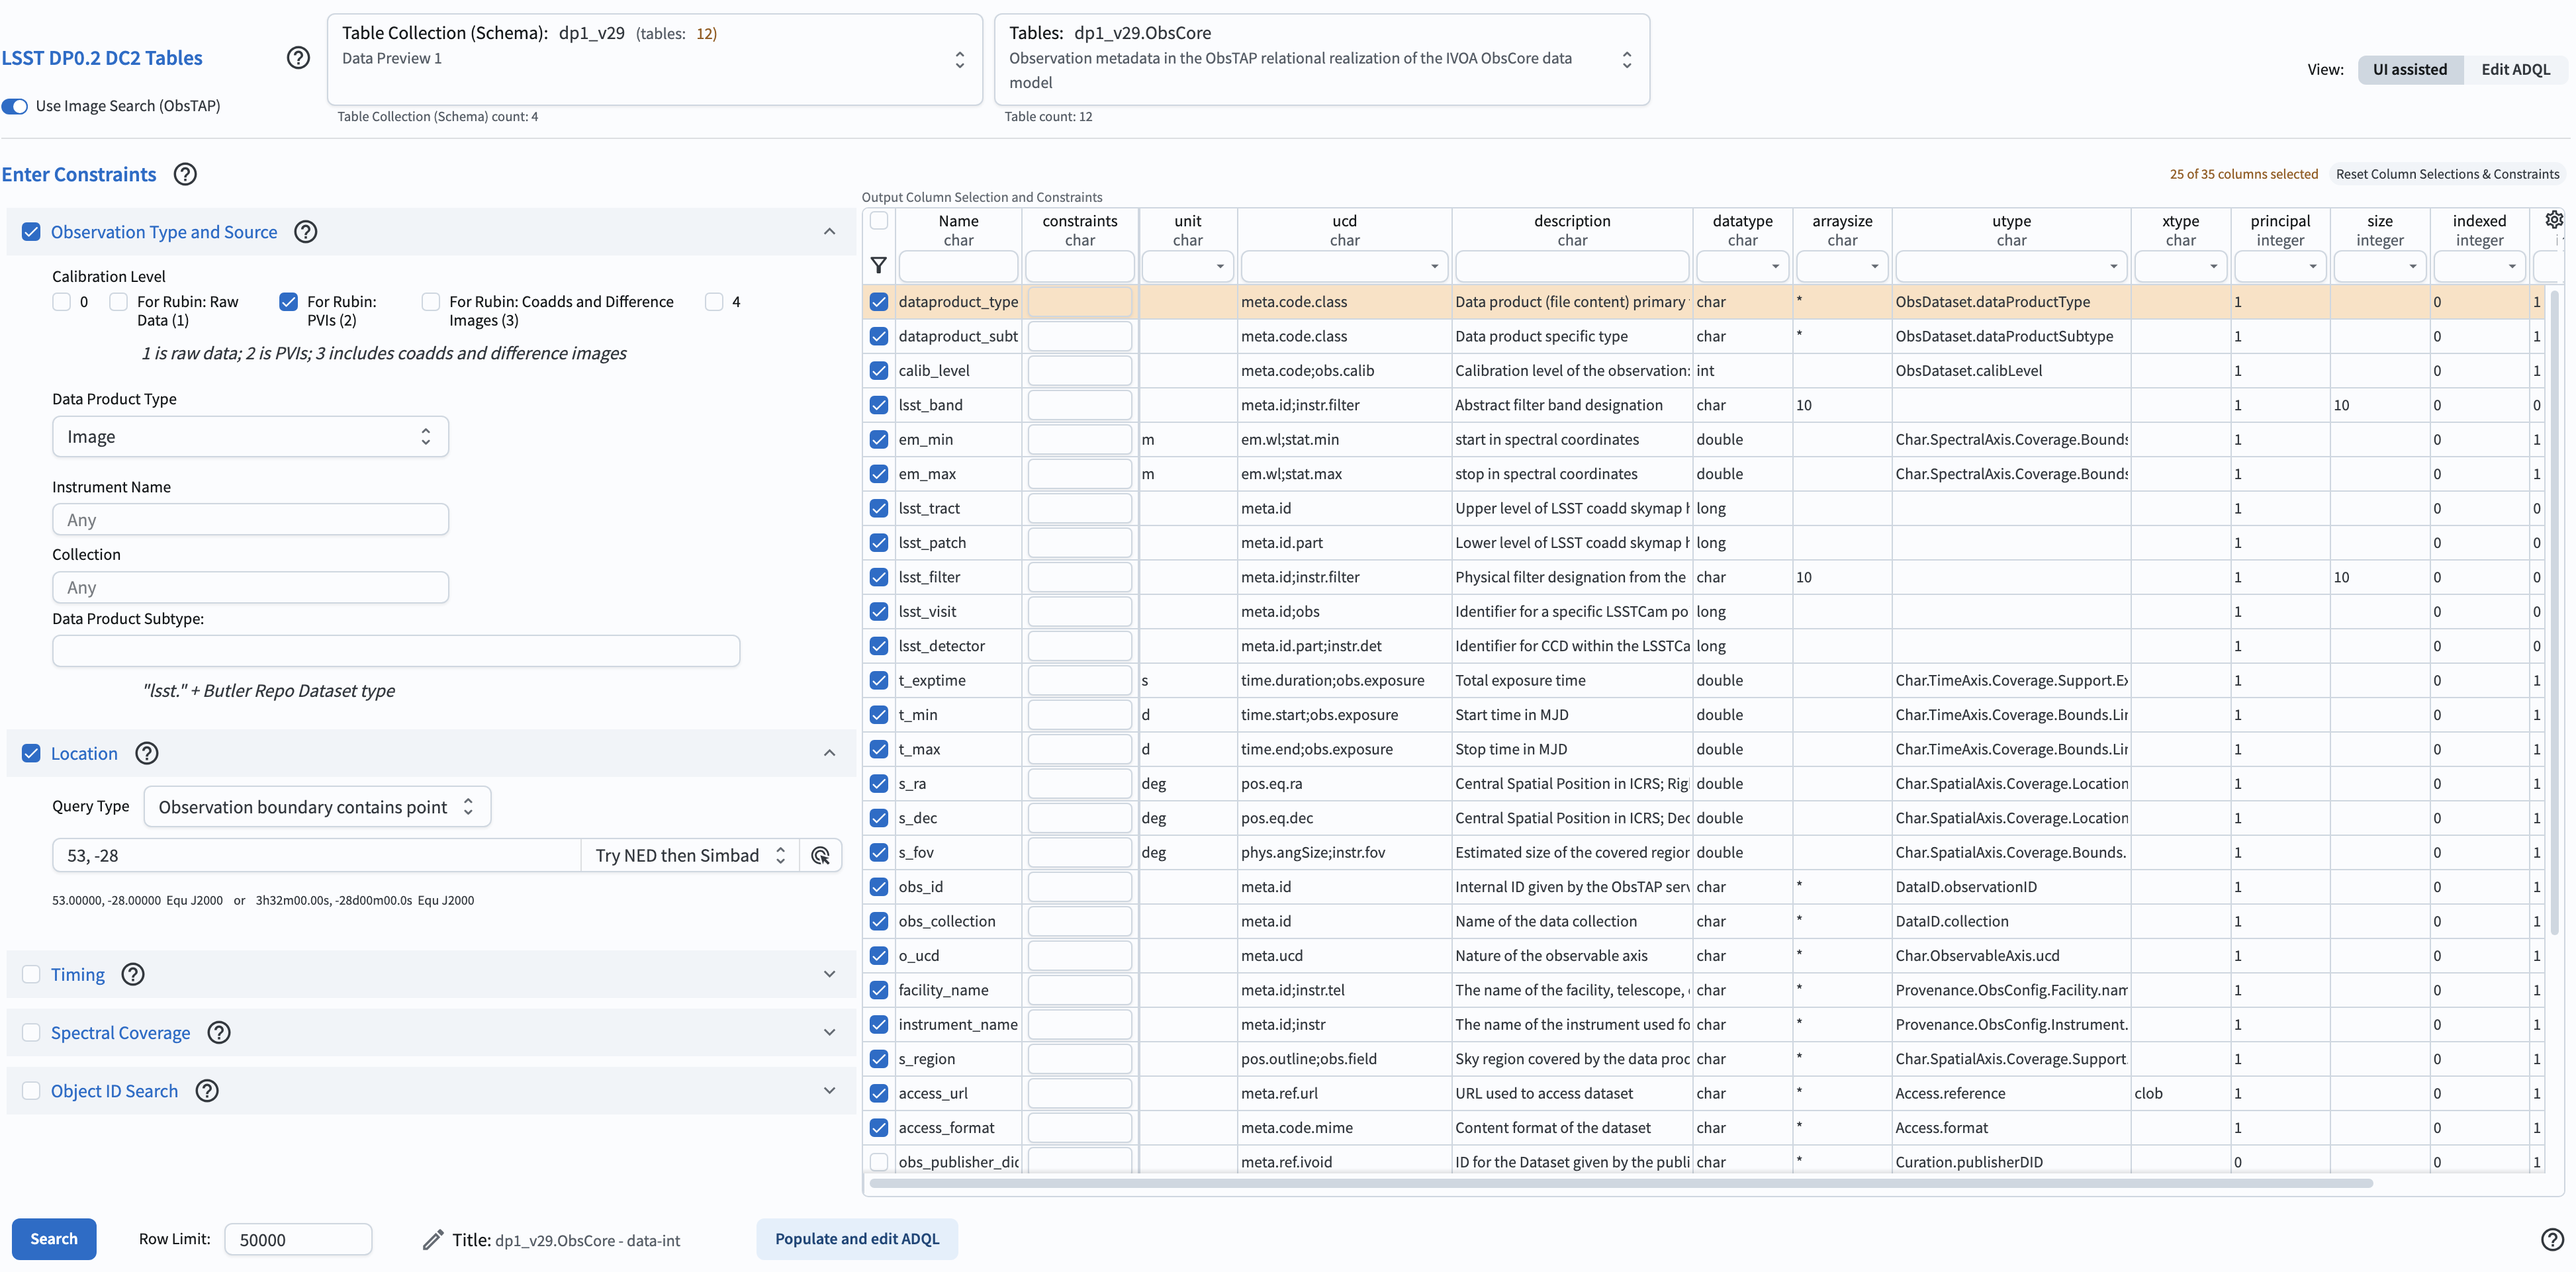 LSST DP0.2 DC2 Tables
Use Image Search (ObsTAP)
Table Collection (Schema): dp1_v29 (tables: 12)
Data Preview 1
Table Collection (Schema) count: 4
Tables: dp1_v29.ObsCore
Observation metadata in the ObsTAP relational realization of the IVOA ObsCore data
model
Table count: 12
View: UI assisted Edit ADQL
Enter Constraints
25 of 35 columns selected Reset Column Selections & Constraints
Observation Type and Source
Calibration Level
0 For Rubin: Raw Data (1) For Rubin: PVIs (2) For Rubin: Coadds and Difference Images (3) 4
1 is raw data; 2 is PVIs; 3 includes coadds and difference images
Data Product Type
Image
Instrument Name
Any
Collection
Any
Data Product Subtype:
"lsst." + Butler Repo Dataset type
Location
Query Type Observation boundary contains point
53, -28 Try NED then Simbad
53.00000, -28.00000 Equ J2000 or 3h32m00.00s, -28d00m00.0s Equ J2000
Timing
Spectral Coverage
Object ID Search
Output Column Selection and Constraints
Name constraints unit ucd description datatype arraysize utype xtype principal size indexed
char char char char char char char char char integer integer integer i
dataproduct_type meta.code.class Data product (file content) primary char * ObsDataset.dataProductType 1 0 1
dataproduct_subt meta.code.class Data product specific type char * ObsDataset.dataProductSubtype 1 0 1
calib_level meta.code;obs.calib Calibration level of the observation: int ObsDataset.calibLevel 1 0 1
lsst_band meta.id;instr.filter Abstract filter band designation char 10 1 10 0 0
em_min m em.wl;stat.min start in spectral coordinates double Char.SpectralAxis.Coverage.Bounds 1 0 1
em_max m em.wl;stat.max stop in spectral coordinates double Char.SpectralAxis.Coverage.Bounds 1 0 1
lsst_tract meta.id Upper level of LSST coadd skymap h long 1 0 0
lsst_patch meta.id.part Lower level of LSST coadd skymap h long 1 0 0
lsst_filter meta.id;instr.filter Physical filter designation from the char 10 1 10 0 0
lsst_visit meta.id;obs Identifier for a specific LSSTCam po long 1 0 0
lsst_detector meta.id.part;instr.det Identifier for CCD within the LSSTCa long 1 0 0
t_exptime s time.duration;obs.exposure Total exposure time double Char.TimeAxis.Coverage.Support.Ex 1 0 1
t_min d time.start;obs.exposure Start time in MJD double Char.TimeAxis.Coverage.Bounds.Lir 1 0 1
t_max d time.end;obs.exposure Stop time in MJD double Char.TimeAxis.Coverage.Bounds.Lir 1 0 1
s_ra deg pos.eq.ra Central Spatial Position in ICRS; Rig double Char.SpatialAxis.Coverage.Location 1 0 1
s_dec deg pos.eq.dec Central Spatial Position in ICRS; Dec double Char.SpatialAxis.Coverage.Location 1 0 1
s_fov deg phys.angSize;instr.fov Estimated size of the covered region double Char.SpatialAxis.Coverage.Bounds. 1 0 1
obs_id meta.id Internal ID given by the ObsTAP serv char * DataID.observationID 1 0 1
obs_collection meta.id Name of the data collection char * DataID.collection 1 0 1
o_ucd meta.ucd Nature of the observable axis char * Char.ObservableAxis.ucd 1 0 1
facility_name meta.id;instr.tel The name of the facility, telescope, char * Provenance.ObsConfig.Facility.nam 1 0 1
instrument_name meta.id;instr The name of the instrument used fo char * Provenance.ObsConfig.Instrument. 1 0 1
s_region pos.outline;obs.field Sky region covered by the data proc char * Char.SpatialAxis.Coverage.Support. 1 0 1
access_url meta.ref.url URL used to access dataset char * Access.reference clob 1 0 1
access_format meta.code.mime Content format of the dataset char * Access.format 1 0 1
obs_publisher_dic meta.ref.ivoid ID for the Dataset given by the publi char * Curation.publisherDID 0 0 1
Search Row Limit: 50000 Title: dp1_v29.ObsCore - data-int Populate and edit ADQL